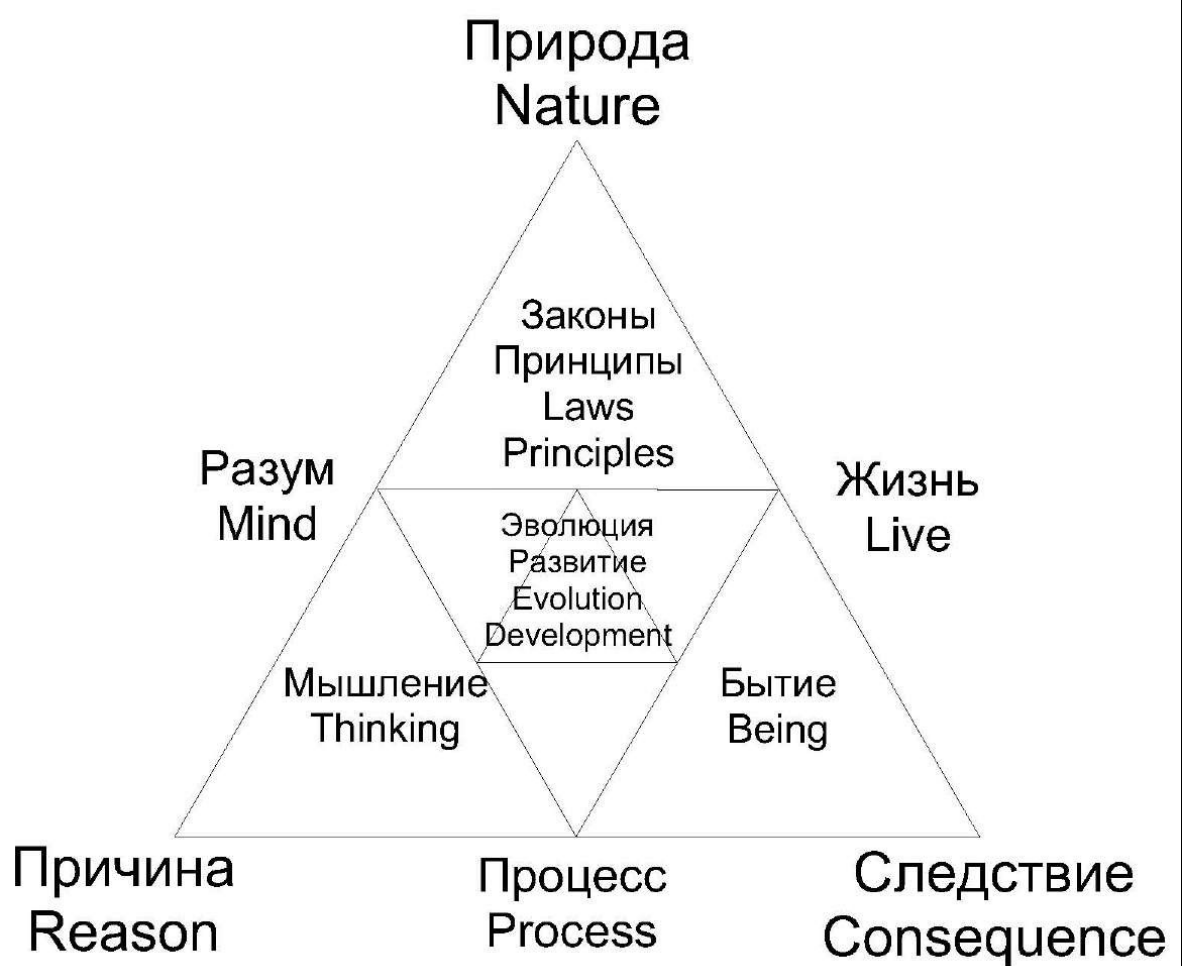 Природа
Nature
Законы
Принципы
Laws
Principles
Разум
Mind
Жизнь
Live
Эволюция
Развитие
Evolution
Development
Мышление
Thinking
Бытие
Being
Причина
Reason
Процесс
Process
Следствие
Consequence